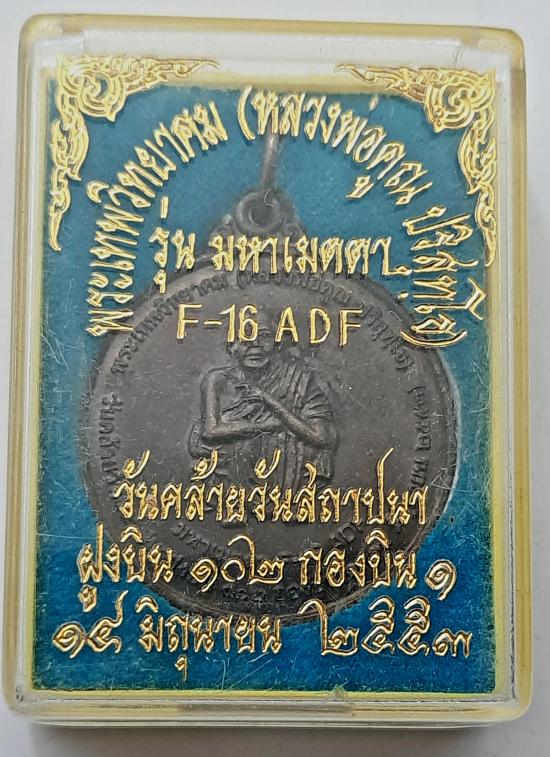 พระเทพวิทยาคม (หลวงพ่อคูณ ปริสุทฺโธ)
รุ่น มหาเมตตา
F-16 ADF
วันคล้ายวันสถาปนา
ฝูงบิน ๑๐๒ กองบิน ๑
๑๔ มิถุนายน ๒๕๕๓